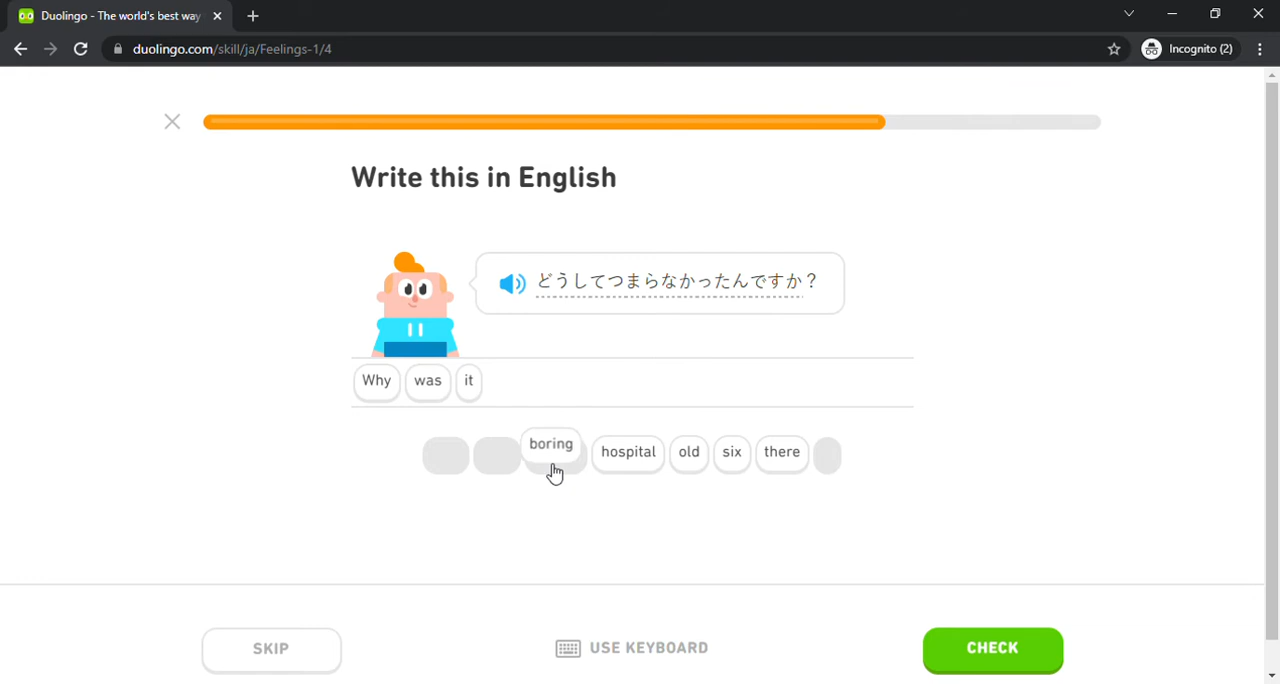 Duolingo - The world's best way
duolingo.com/skill/ja/Feelings-1/4
Incognito (2)
Write this in English
どうしてつまらなかったんですか？
Why was it
boring hospital old six there
SKIP
USE KEYBOARD
CHECK